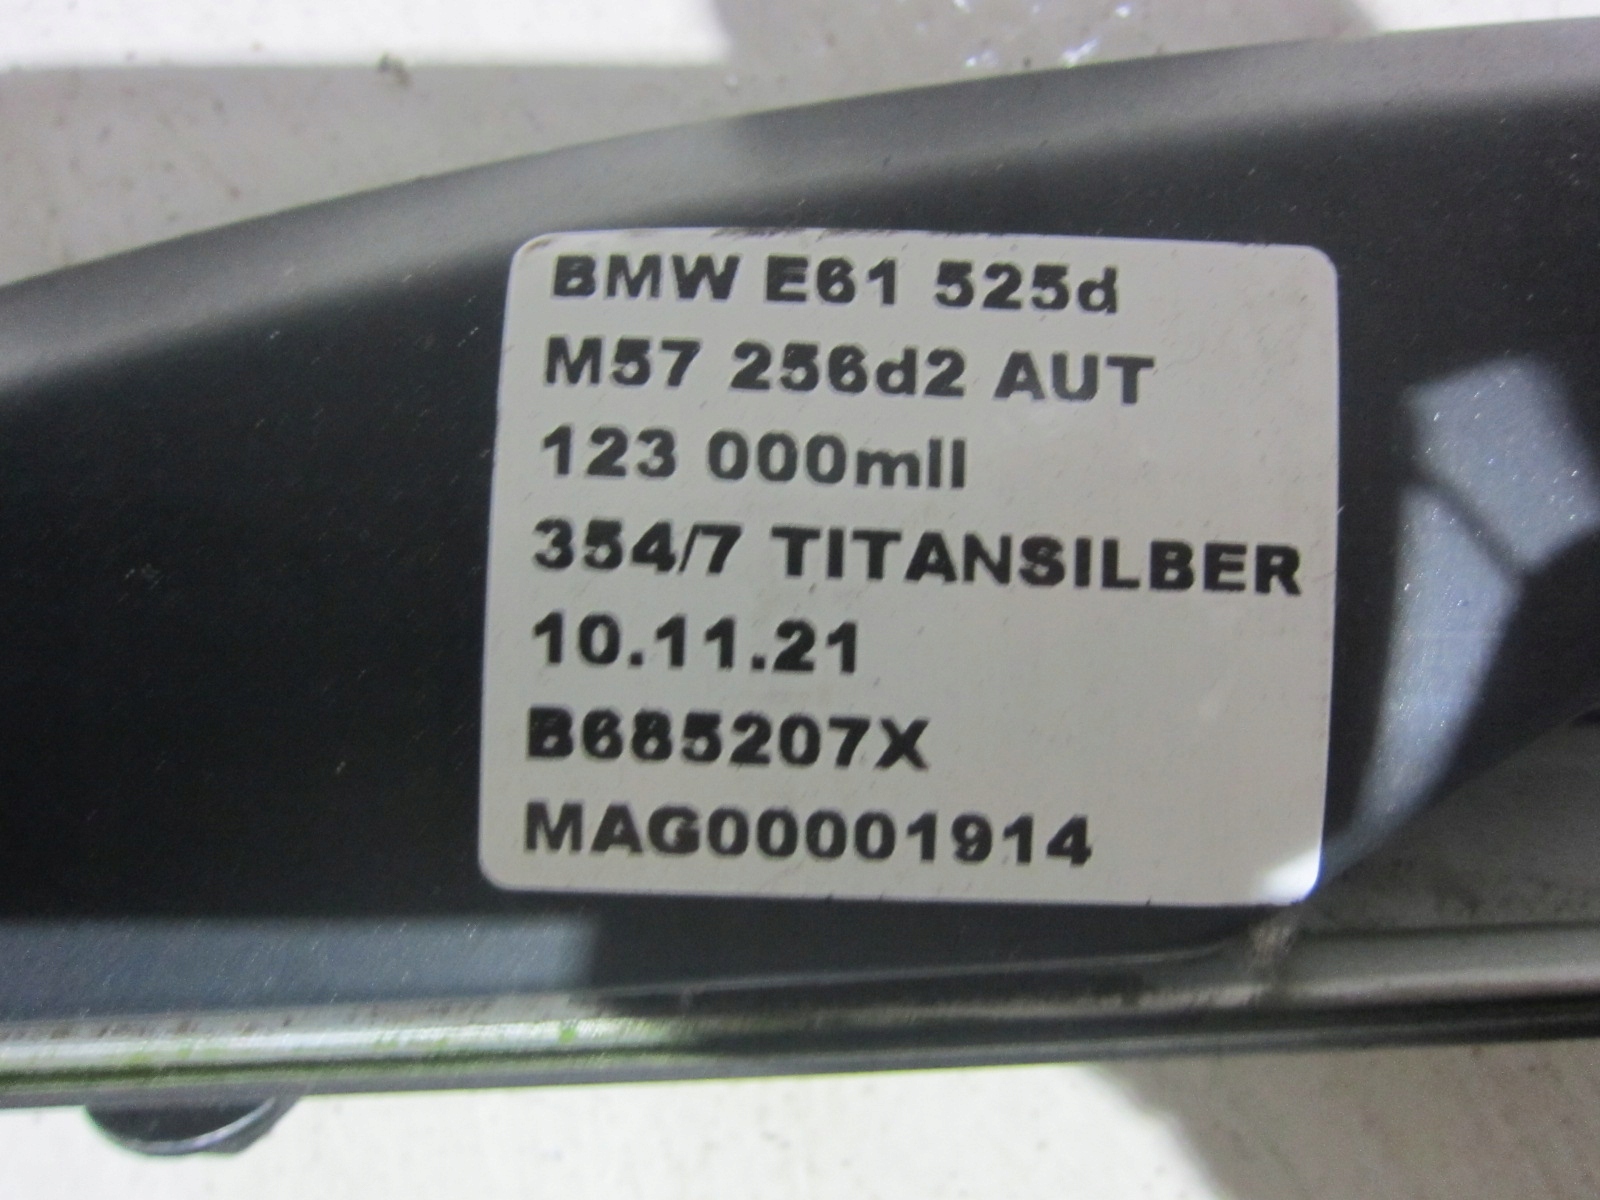 BMW E61 525d
M57 256d2 AUT
123 000mil
354/7 TITANSILBER
10.11.21
B685207X
MAG00001914